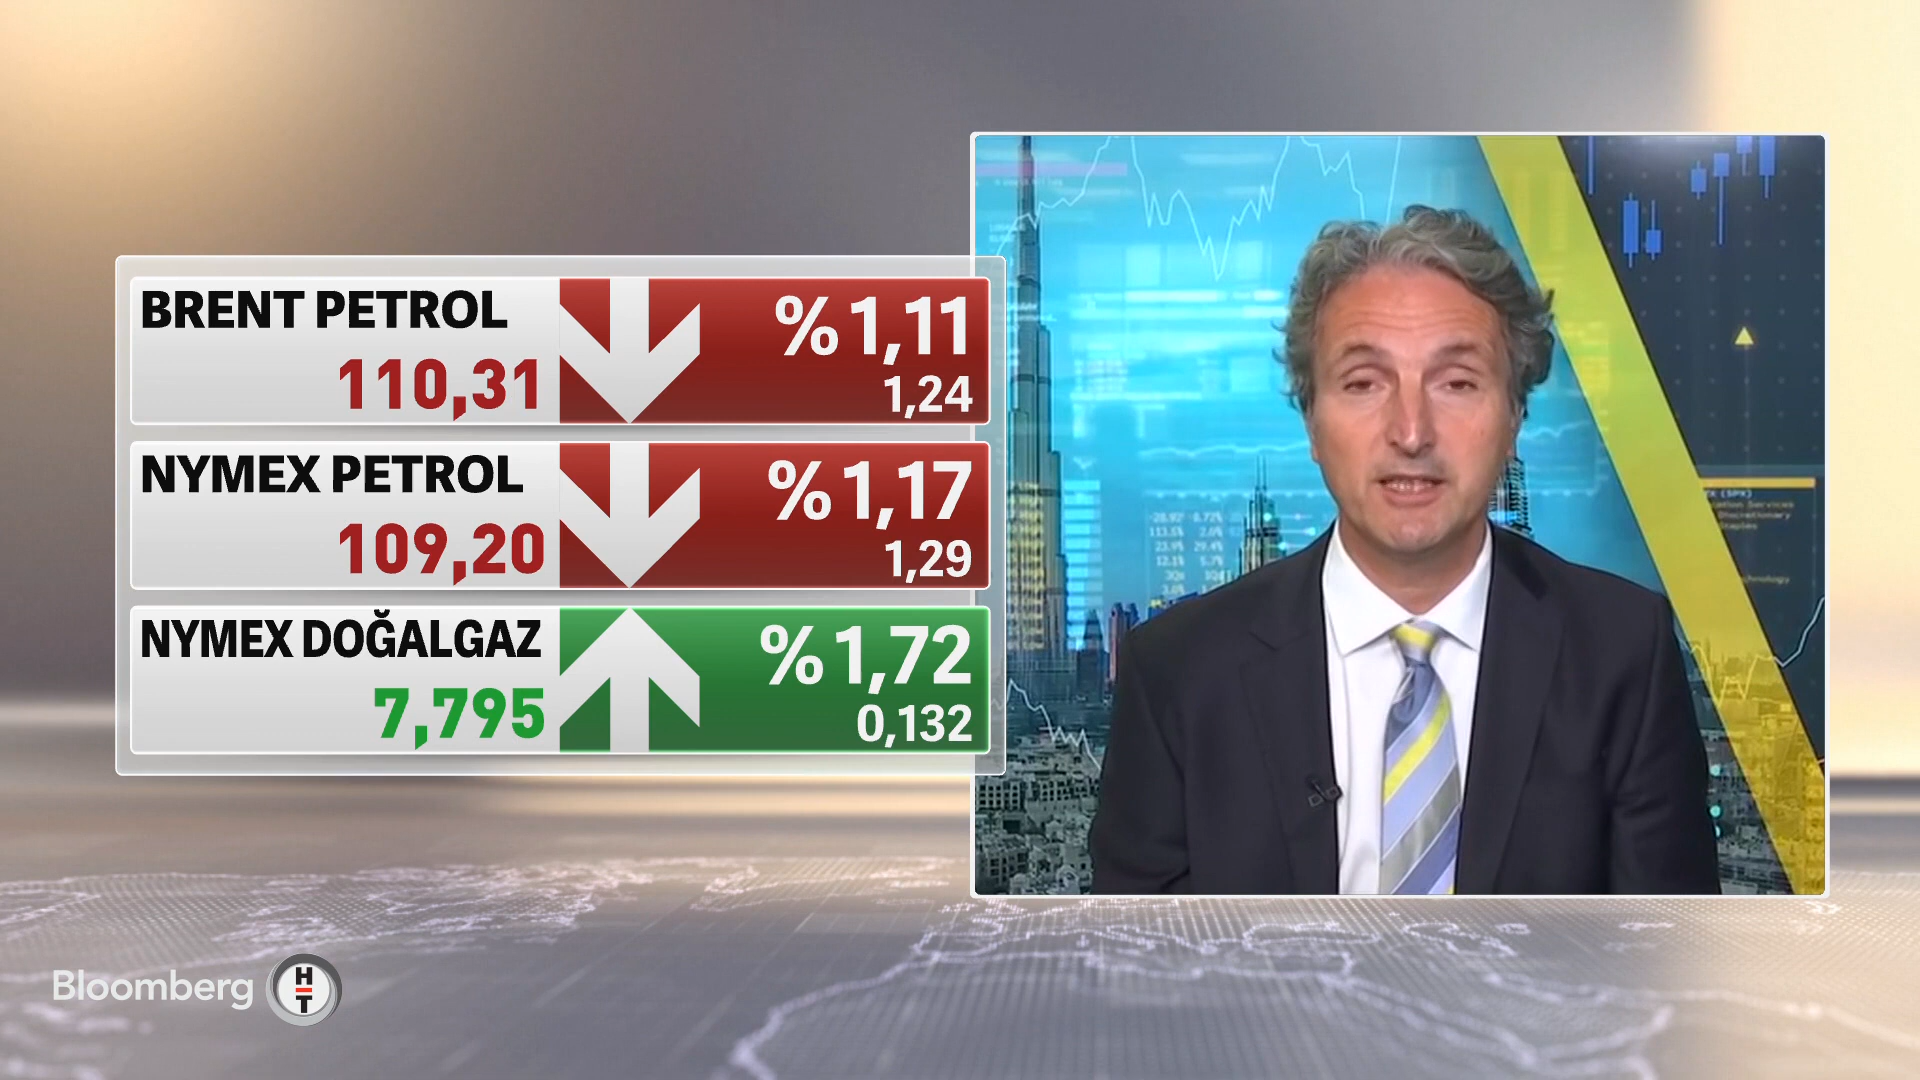 BRENT PETROL
110,31
%1,11
1,24
NYMEX PETROL
109,20
%1,17
1,29
NYMEX DOĞALGAZ
7,795
%1,72
0,132
Bloomberg HT